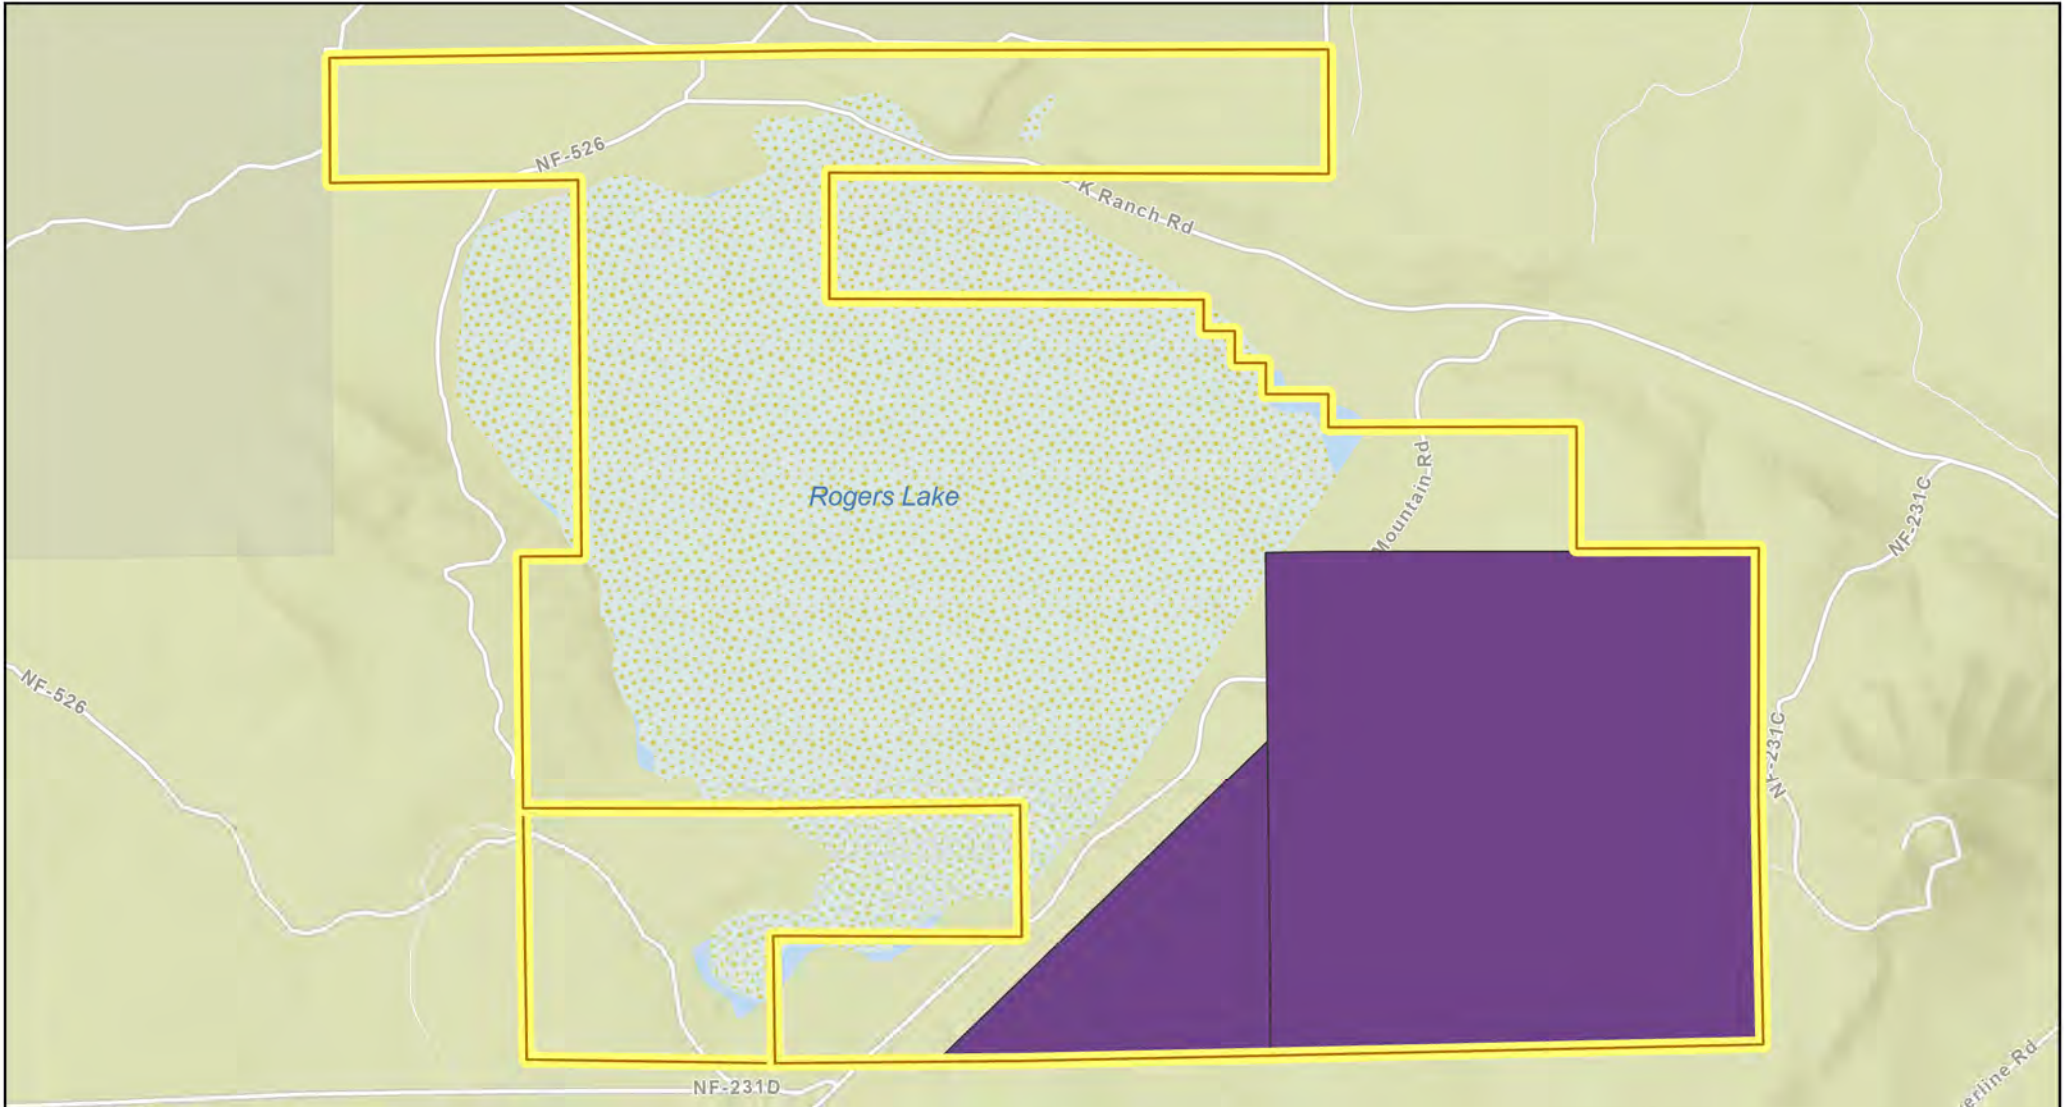 NF-526
K Ranch Rd
Rogers Lake
Mountain Rd
NF-231C
NF-526
NF-231C
NF-231D
erline Rd